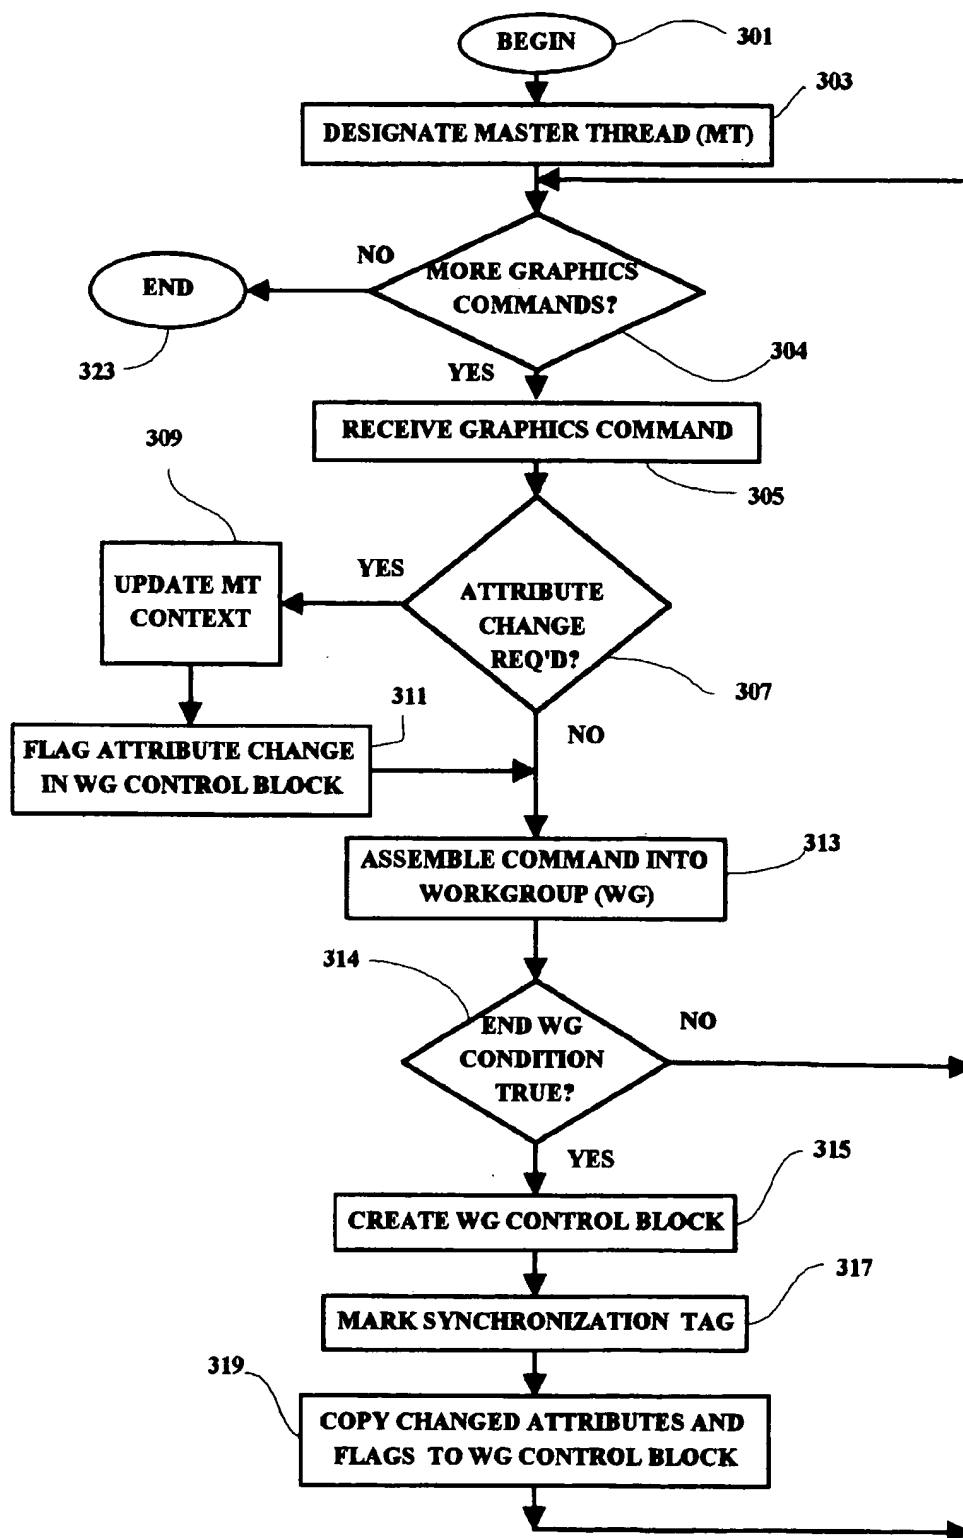 BEGIN
301
303
DESIGNATE MASTER THREAD (MT)
NO
MORE GRAPHICS
COMMANDS?
END
304
323
YES
RECEIVE GRAPHICS COMMAND
305
309
YES
UPDATE MT
CONTEXT
ATTRIBUTE
CHANGE
REQ'D?
307
311
NO
FLAG ATTRIBUTE CHANGE
IN WG CONTROL BLOCK
313
ASSEMBLE COMMAND INTO
WORKGROUP (WG)
314
END WG
CONDITION
TRUE?
NO
YES
315
CREATE WG CONTROL BLOCK
317
MARK SYNCHRONIZATION TAG
319
COPY CHANGED ATTRIBUTES AND
FLAGS TO WG CONTROL BLOCK